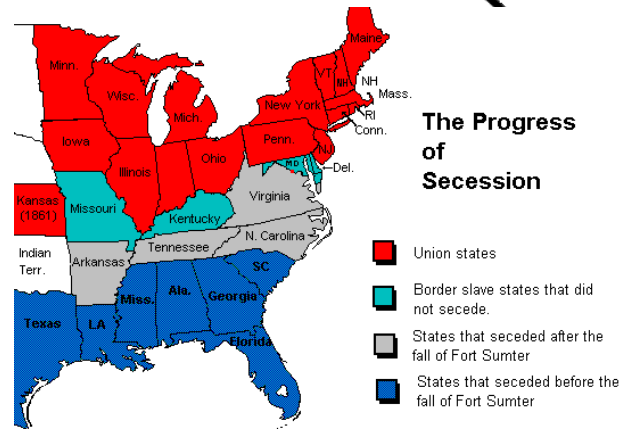 Maine
Minn.
VT
NH
NH
Wisc.
Mass.
New York
Mich.
RI
Conn.
The Progress
of
Secession
Iowa
Penn.
NJ
Ohio
Illinois
MD
Del.
Kansas
(1861)
Missouri
Virginia
Kentucky
N. Carolina
Tennessee
Indian
Terr.
Arkansas
Union states
SC
Border slave states that did
not secede.
Miss.
Ala.
Georgia
Texas
LA
States that seceded after the
fall of Fort Sumter
Florida
States that seceded before the
fall of Fort Sumter